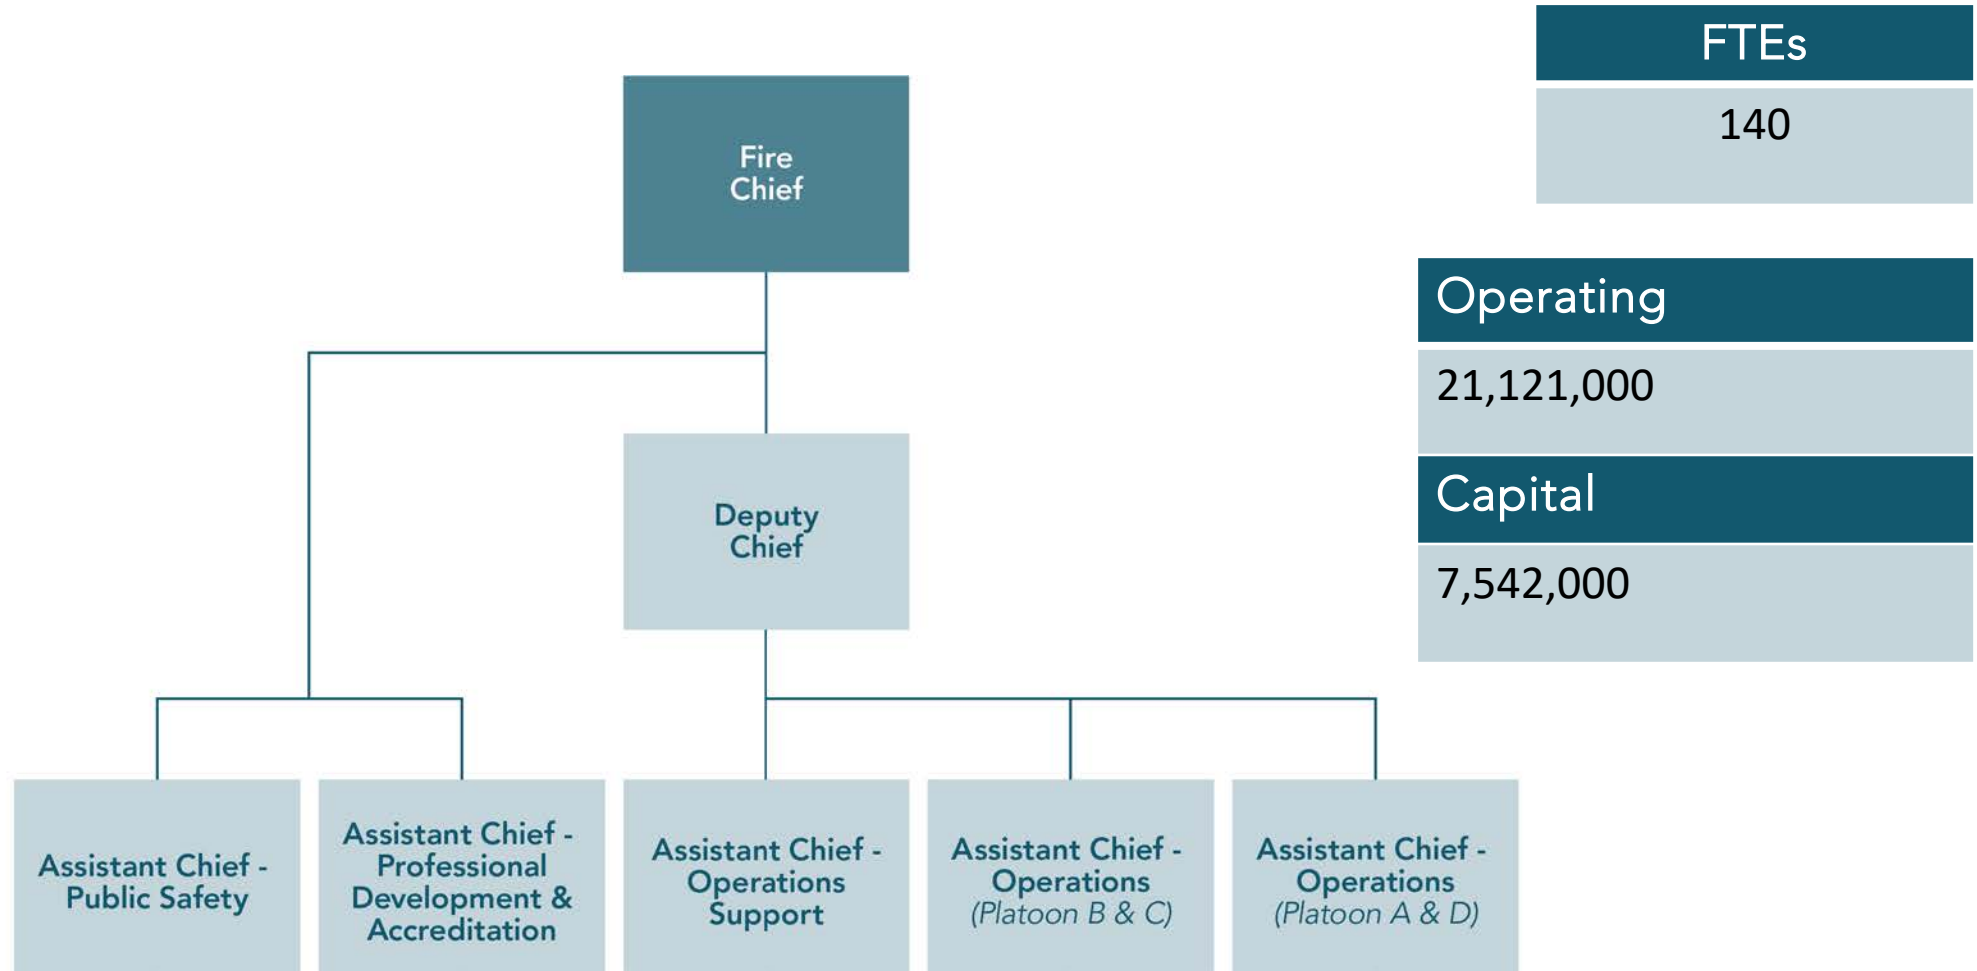 FTEs
140
Fire
Chief
Operating
21,121,000
Capital
7,542,000
Deputy
Chief
Assistant Chief -
Public Safety
Assistant Chief -
Professional
Development &
Accreditation
Assistant Chief -
Operations
Support
Assistant Chief -
Operations
(Platoon B & C)
Assistant Chief -
Operations
(Platoon A & D)